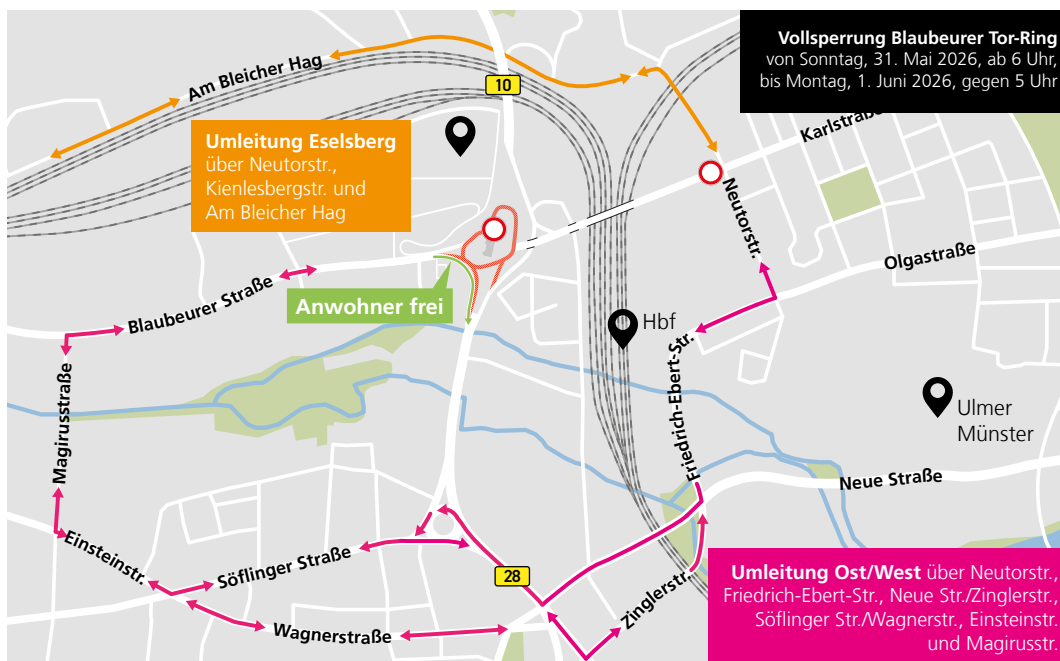 Vollsperrung Blaubeurer Tor-Ring
von Sonntag, 31. Mai 2026, ab 6 Uhr,
bis Montag, 1. Juni 2026, gegen 5 Uhr
Am Bleicher Hag
10
Karlstraße
Umleitung Eselsberg
über Neutorstr.,
Kienlesbergstr. und
Am Bleicher Hag
Neutorstr.
Olgastraße
Blaubeurer Straße
Anwohner frei
Hbf
Friedrich-Ebert-Str.
Magirusstraße
Ulmer
Münster
Neue Straße
Einsteinstr.
Söflinger Straße
28
Zinglerstr.
Wagnerstraße
Umleitung Ost/West über Neutorstr.,
Friedrich-Ebert-Str., Neue Str./Zinglerstr.,
Söflinger Str./Wagnerstr., Einsteinstr.
und Magirusstr.